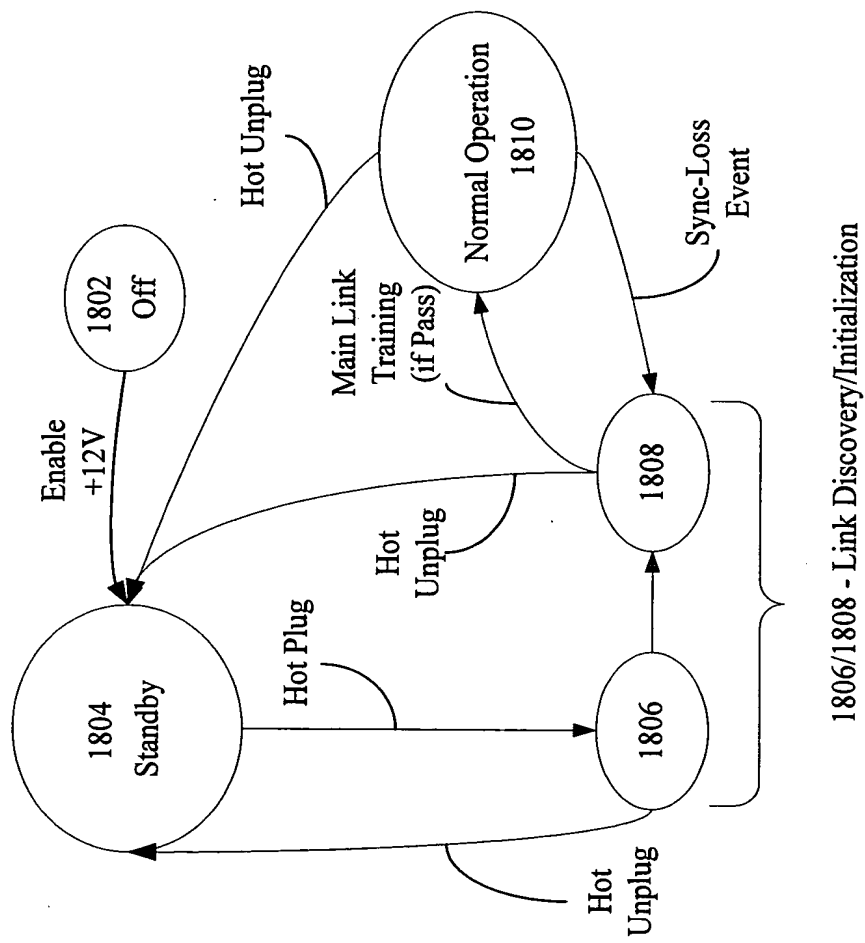 1802
Off
Enable
+12V
1804
Standby
Hot Unplug
Normal Operation
1810
Main Link
Training
(if Pass)
Hot
Unplug
Hot Plug
Sync-Loss
Event
1808
1806
Hot
Unplug
1806/1808 - Link Discovery/Initialization